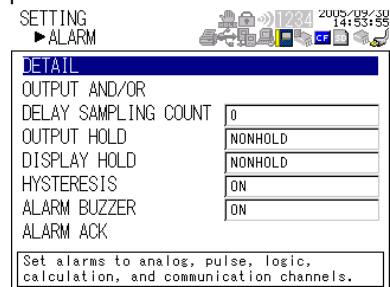 SETTING
▶ALARM
1234
2005/09/30
14:53:55
CF
SD
DETAIL
OUTPUT AND/OR
DELAY SAMPLING COUNT 0
OUTPUT HOLD NONHOLD
DISPLAY HOLD NONHOLD
HYSTERESIS ON
ALARM BUZZER ON
ALARM ACK
Set alarms to analog, pulse, logic,
calculation, and communication channels.